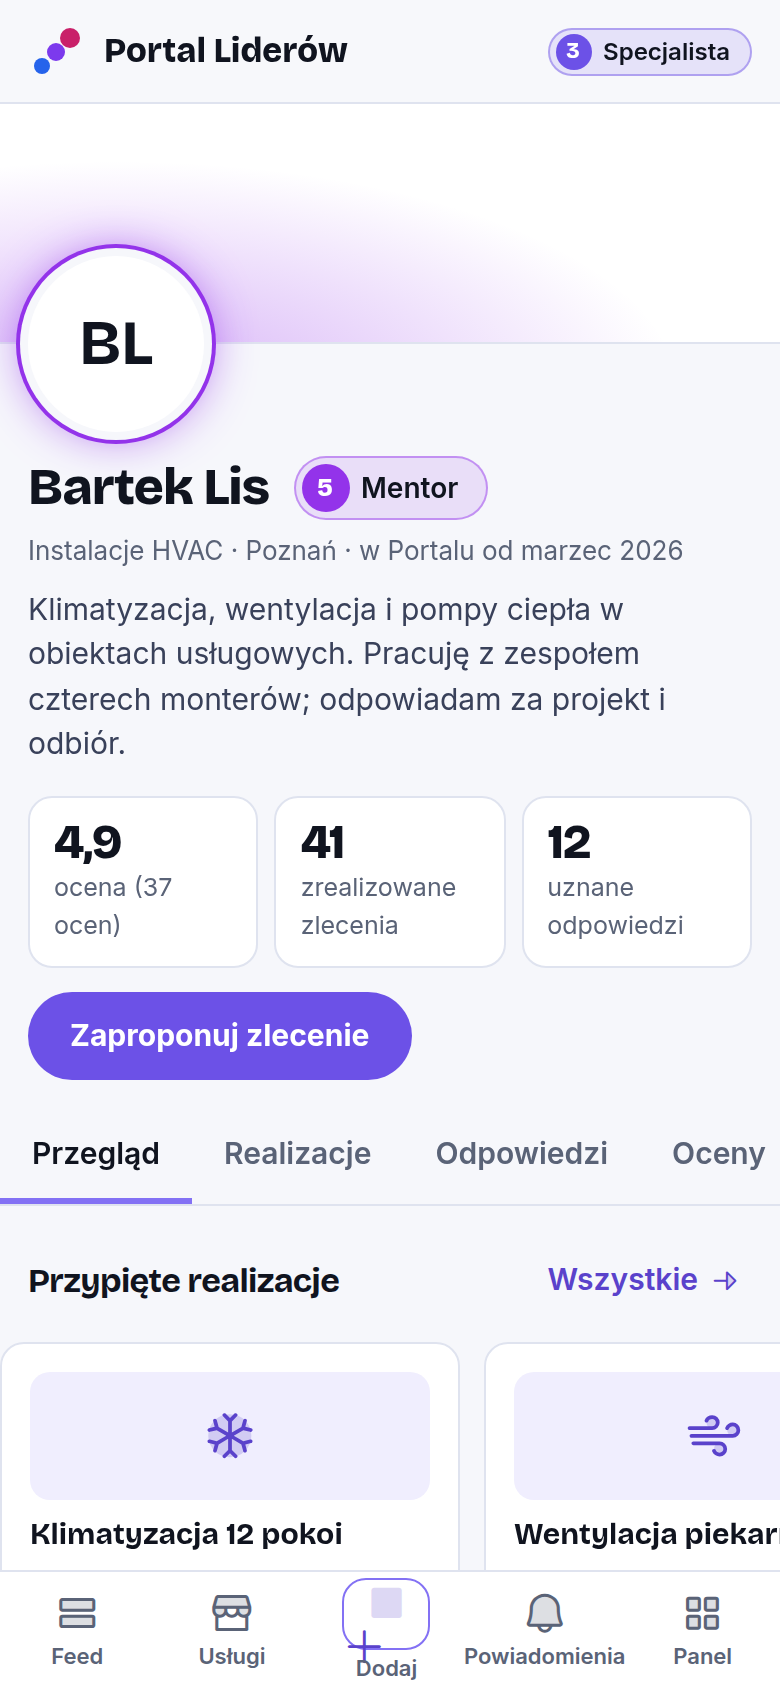 Portal Liderów
3 Specjalista
BL
Bartek Lis
5 Mentor
Instalacje HVAC · Poznań · w Portalu od marzec 2026
Klimatyzacja, wentylacja i pompy ciepła w
obiektach usługowych. Pracuję z zespołem
czterech monterów; odpowiadam za projekt i
odbiór.
4,9
ocena (37
ocen)
41
zrealizowane
zlecenia
12
uznane
odpowiedzi
Zaproponuj zlecenie
Przegląd
Realizacje
Odpowiedzi
Oceny
Przypięte realizacje
Wszystkie
Klimatyzacja 12 pokoi
Wentylacja
Feed
Usługi
Dodaj
Powiadomienia
Panel